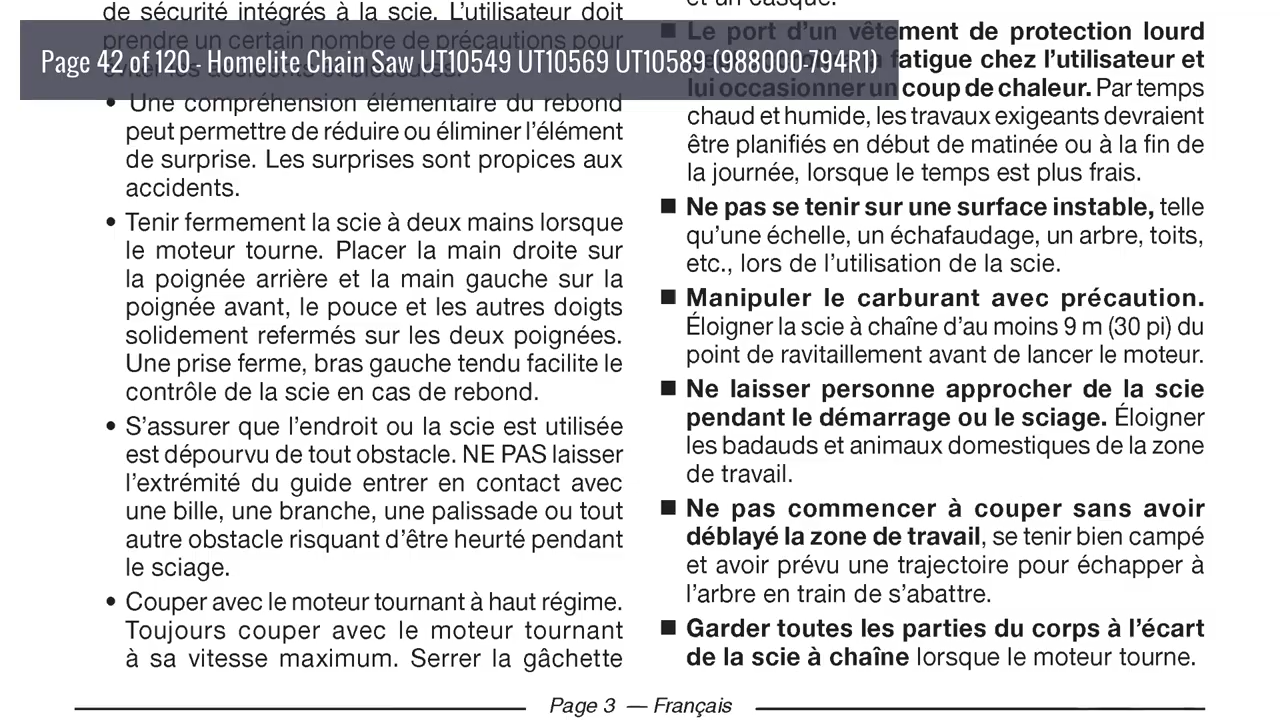 de sécurité intégrés à la scie. L’utilisateur doit
prendre un certain nombre de précautions pour
Page 42 of 120 - Homelite Chain Saw UT10549 UT10569 UT10589 (988000-794R1)
• Une compréhension élémentaire du rebond
peut permettre de réduire ou éliminer l’élément
de surprise. Les surprises sont propices aux
accidents.
• Tenir fermement la scie à deux mains lorsque
le moteur tourne. Placer la main droite sur
la poignée arrière et la main gauche sur la
poignée avant, le pouce et les autres doigts
solidement refermés sur les deux poignées.
Une prise ferme, bras gauche tendu facilite le
contrôle de la scie en cas de rebond.
• S’assurer que l’endroit ou la scie est utilisée
est dépourvu de tout obstacle. NE PAS laisser
l’extrémité du guide entrer en contact avec
une bille, une branche, une palissade ou tout
autre obstacle risquant d’être heurté pendant
le sciage.
• Couper avec le moteur tournant à haut régime.
Toujours couper avec le moteur tournant
à sa vitesse maximum. Serrer la gâchette
et un casque.
■ Le port d’un vêtement de protection lourd
fatigue chez l’utilisateur et
lui occasionner un coup de chaleur. Par temps
chaud et humide, les travaux exigeants devraient
être planifiés en début de matinée ou à la fin de
la journée, lorsque le temps est plus frais.
■ Ne pas se tenir sur une surface instable, telle
qu’une échelle, un échafaudage, un arbre, toits,
etc., lors de l’utilisation de la scie.
■ Manipuler le carburant avec précaution.
Éloigner la scie à chaîne d’au moins 9 m (30 pi) du
point de ravitaillement avant de lancer le moteur.
■ Ne laisser personne approcher de la scie
pendant le démarrage ou le sciage. Éloigner
les badauds et animaux domestiques de la zone
de travail.
■ Ne pas commencer à couper sans avoir
déblayé la zone de travail, se tenir bien campé
et avoir prévu une trajectoire pour échapper à
l’arbre en train de s’abattre.
■ Garder toutes les parties du corps à l’écart
de la scie à chaîne lorsque le moteur tourne.
Page 3 — Français